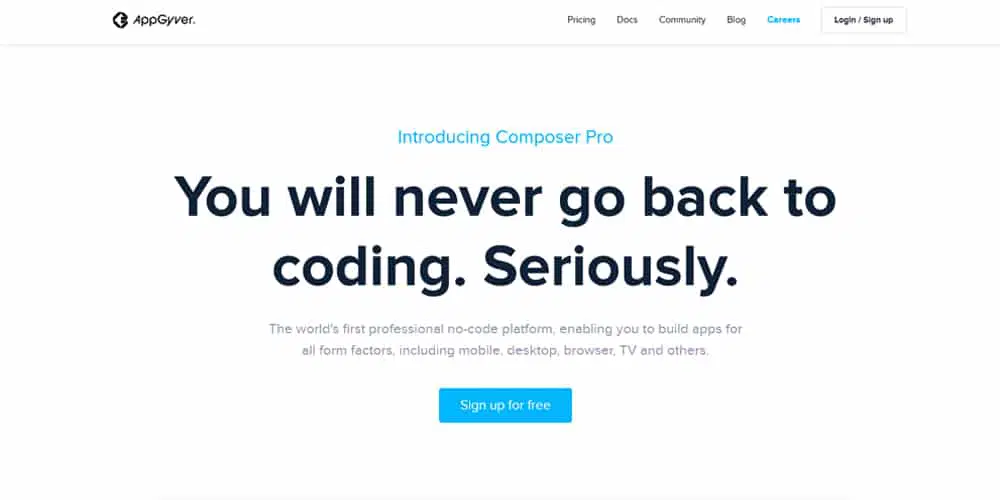 AppGyver.
Pricing
Docs
Community
Blog
Careers
Login / Sign up
Introducing Composer Pro
You will never go back to
coding. Seriously.
The world's first professional no-code platform, enabling you to build apps for
all form factors, including mobile, desktop, browser, TV and others.
Sign up for free